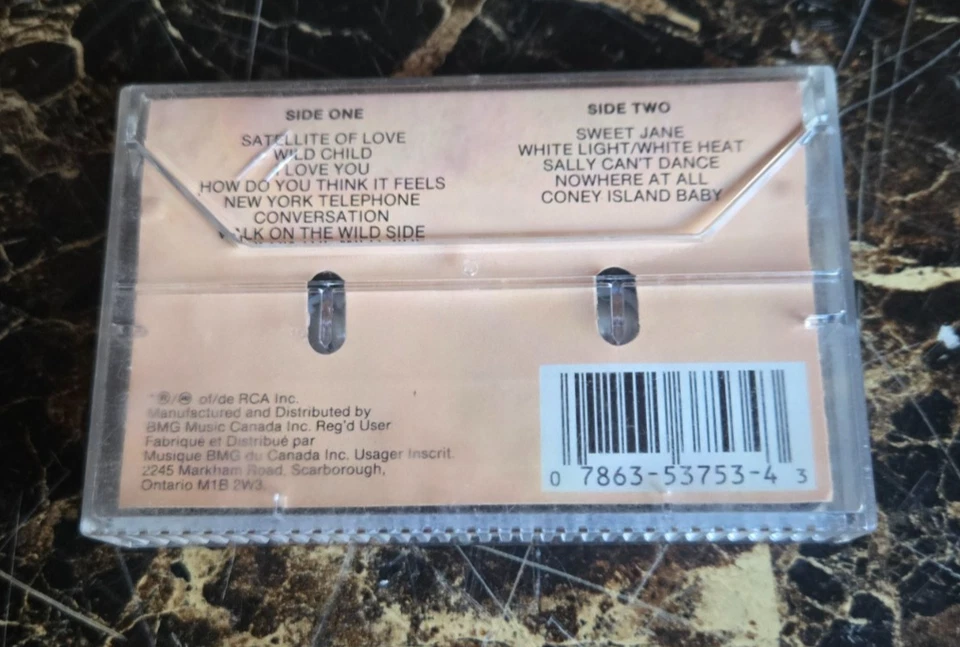 SIDE ONE
SATELLITE OF LOVE
WILD CHILD
I LOVE YOU
HOW DO YOU THINK IT FEELS
NEW YORK TELEPHONE
CONVERSATION
WALK ON THE WILD SIDE
SIDE TWO
SWEET JANE
WHITE LIGHT/WHITE HEAT
SALLY CAN'T DANCE
NOWHERE AT ALL
CONEY ISLAND BABY
of/de RCA Inc.
Manufactured and Distributed by
BMG Music Canada Inc. Reg'd User
Fabriqué et Distribué par
Musique BMG du Canada Inc. Usager Inscrit.
2245 Markham Road, Scarborough,
Ontario M1B 2W3
0 7863-53753-4 3